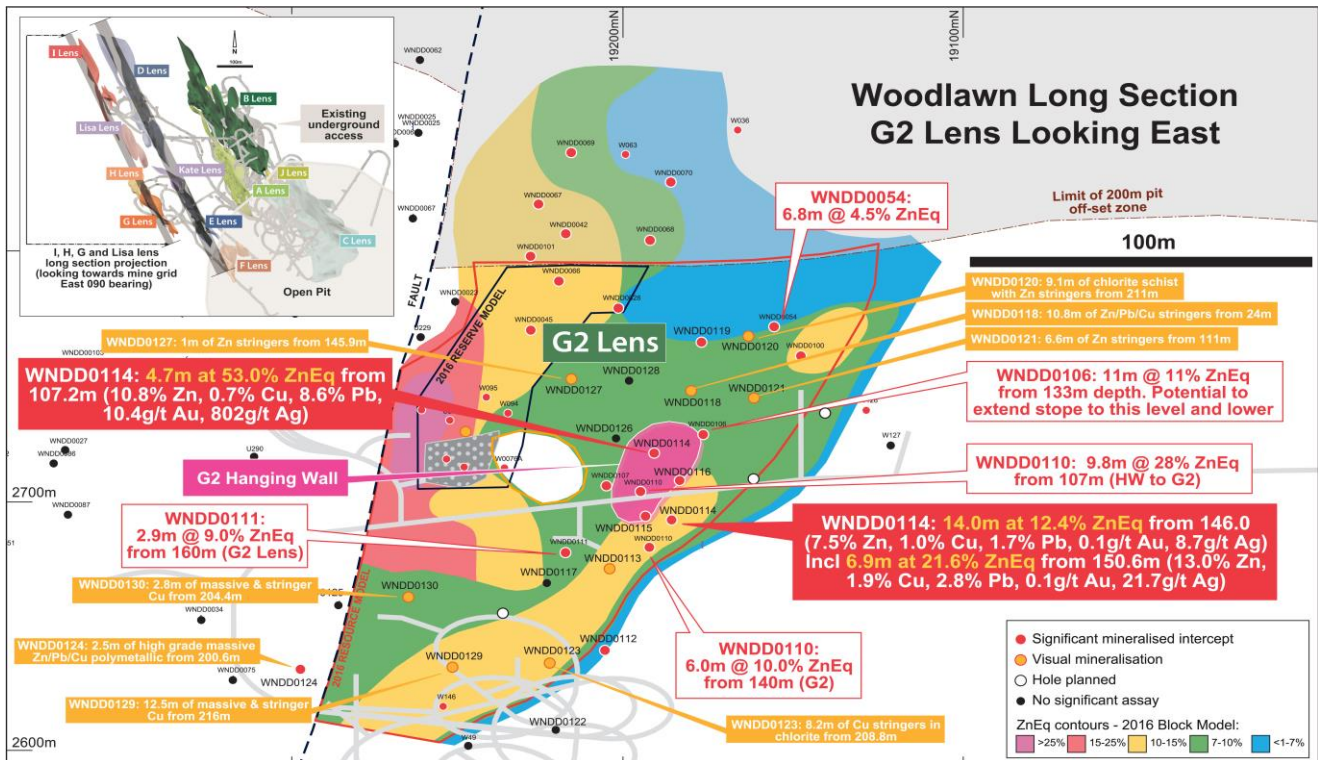 Woodlawn Long Section
G2 Lens Looking East
19200mN
19100mN
2700m
2600m
I Lens
D Lens
N
100m
B Lens
Existing
underground
access
Lisa Lens
Kate Lens
J Lens
H Lens
A Lens
G Lens
E Lens
C Lens
F Lens
I, H, G and Lisa lens
long section projection
(looking towards mine grid
East 090 bearing)
Open Pit
WNDD0062
WNDD0025
WNDD0025
WNDD0067
FAULT
W036
W063
WNDD0069
WNDD0070
WNDD0067
WNDD0042
WNDD0068
WNDD0101
WNDD0066
Limit of 200m pit
off-set zone
100m
WNDD0054:
6.8m @ 4.5% ZnEq
WNDD0120: 9.1m of chlorite schist
with Zn stringers from 211m
WNDD0118: 10.8m of Zn/Pb/Cu stringers from 24m
WNDD0121: 6.6m of Zn stringers from 111m
2016 RESERVE MODEL
WNDD0045
WNDD0054
WNDD0119
WNDD0120
WNDD0100
G2 Lens
WNDD0127: 1m of Zn stringers from 145.9m
WNDD0128
WNDD0127
WNDD0118
WNDD0121
W095
W094
WNDD0114: 4.7m at 53.0% ZnEq from
107.2m (10.8% Zn, 0.7% Cu, 8.6% Pb,
10.4g/t Au, 802g/t Ag)
WNDD0106: 11m @ 11% ZnEq
from 133m depth. Potential to
extend stope to this level and lower
WNDD0126
WNDD0106
W127
WNDD0114
WNDD0027
U290
W0076A
G2 Hanging Wall
WNDD0107
WNDD0116
WNDD0110
WNDD0110: 9.8m @ 28% ZnEq
from 107m (HW to G2)
WNDD0087
WNDD0115
WNDD0114
WNDD0111:
2.9m @ 9.0% ZnEq
from 160m (G2 Lens)
WNDD0114: 14.0m at 12.4% ZnEq from 146.0
(7.5% Zn, 1.0% Cu, 1.7% Pb, 0.1g/t Au, 8.7g/t Ag)
Incl 6.9m at 21.6% ZnEq from 150.6m (13.0% Zn,
1.9% Cu, 2.8% Pb, 0.1g/t Au, 21.7g/t Ag)
WNDD0111
WNDD0110
WNDD0113
WNDD0117
WNDD0130: 2.8m of massive & stringer
Cu from 204.4m
WNDD0130
WNDD0034
2016 RESOURCE MODEL
WNDD0124: 2.5m of high grade massive
Zn/Pb/Cu polymetallic from 200.6m
WNDD0075
WNDD0124
WNDD0112
WNDD0129
WNDD0123
WNDD0110:
6.0m @ 10.0% ZnEq
from 140m (G2)
WNDD0129: 12.5m of massive & stringer
Cu from 216m
W146
WNDD0122
W49
WNDD0123: 8.2m of Cu stringers in
chlorite from 208.8m
Significant mineralised intercept
Visual mineralisation
Hole planned
No significant assay
ZnEq contours - 2016 Block Model:
>25%
15-25%
10-15%
7-10%
<1-7%